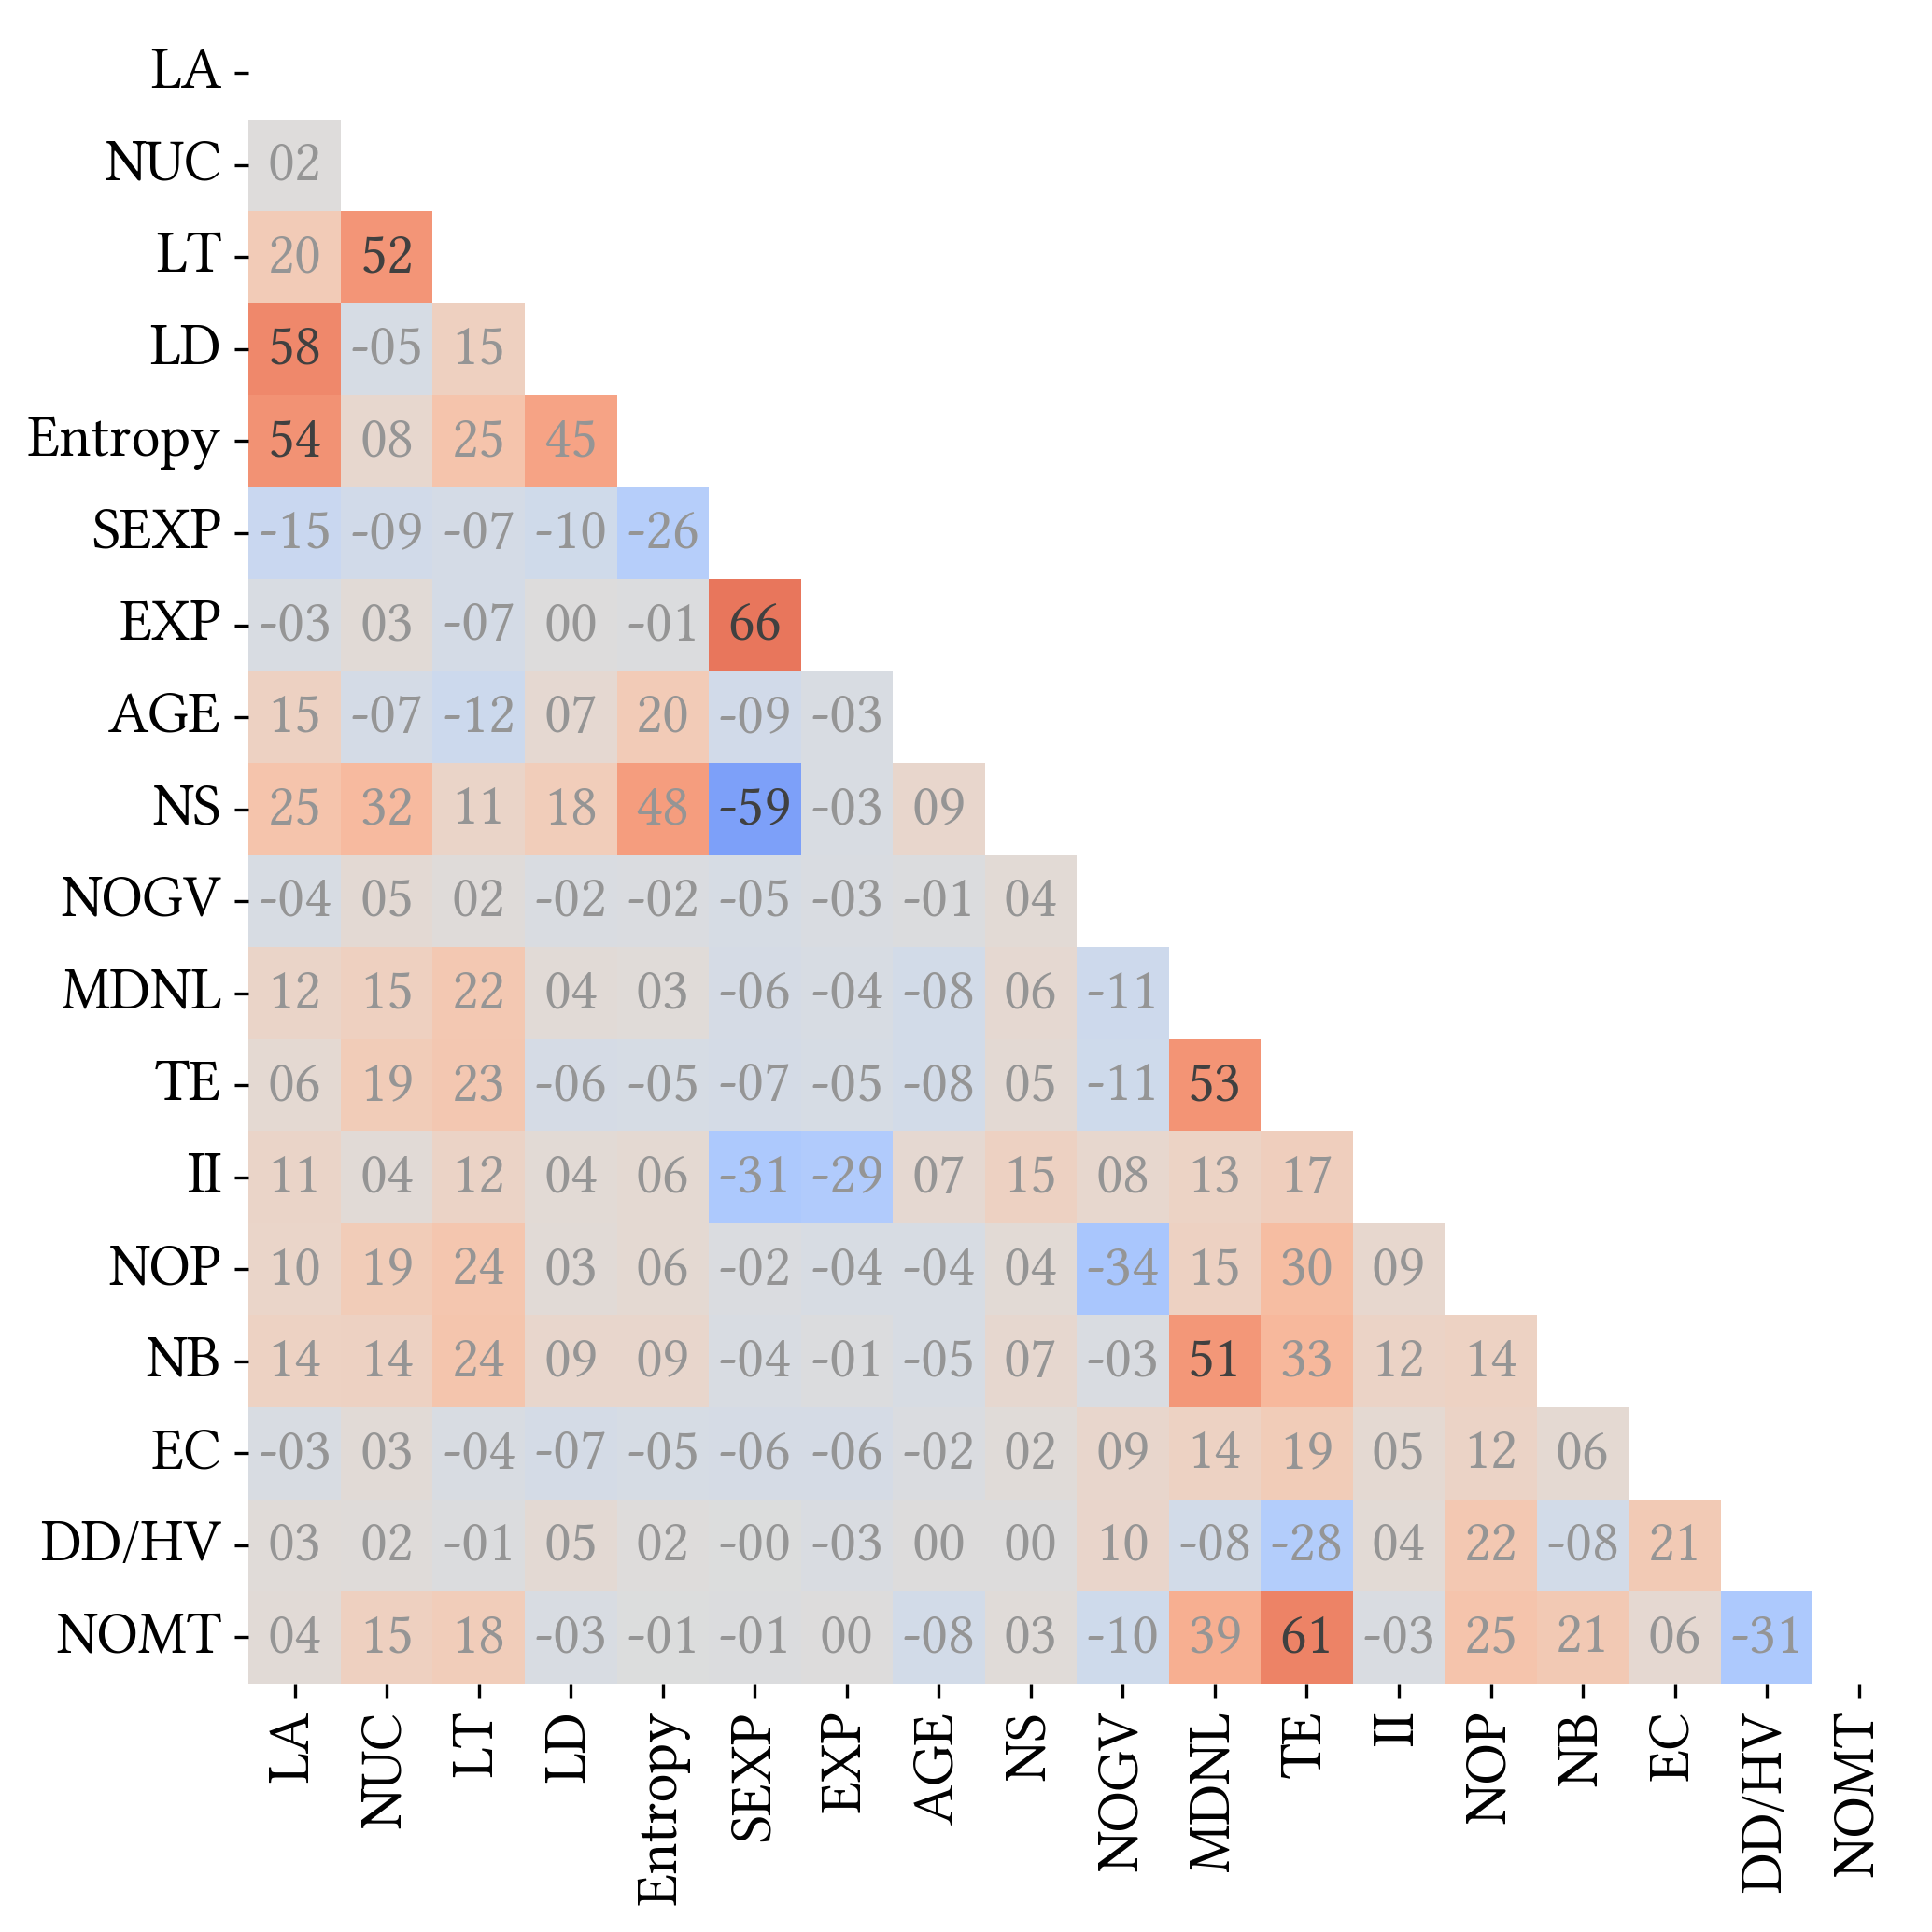 LA
NUC 02
LT 20 52
LD 58 -05 15
Entropy 54 08 25 45
SEXP -15 -09 -07 -10 -26
EXP -03 03 -07 00 -01 66
AGE 15 -07 -12 07 20 -09 -03
NS 25 32 11 18 48 -59 -03 09
NOGV -04 05 02 -02 -02 -05 -03 -01 04
MDNL 12 15 22 04 03 -06 -04 -08 06 -11
TE 06 19 23 -06 -05 -07 -05 -08 05 -11 53
II 11 04 12 04 06 -31 -29 07 15 08 13 17
NOP 10 19 24 03 06 -02 -04 -04 04 -34 15 30 09
NB 14 14 24 09 09 -04 -01 -05 07 -03 51 33 12 14
EC -03 03 -04 -07 -05 -06 -06 -02 02 09 14 19 05 12 06
DD/HV 03 02 -01 05 02 -00 -03 00 00 10 -08 -28 04 22 -08 21
NOMT 04 15 18 -03 -01 -01 00 -08 03 -10 39 61 -03 25 21 06 -31
LA NUC LT LD Entropy SEXP EXP AGE NS NOGV MDNL TE II NOP NB EC DD/HV NOMT